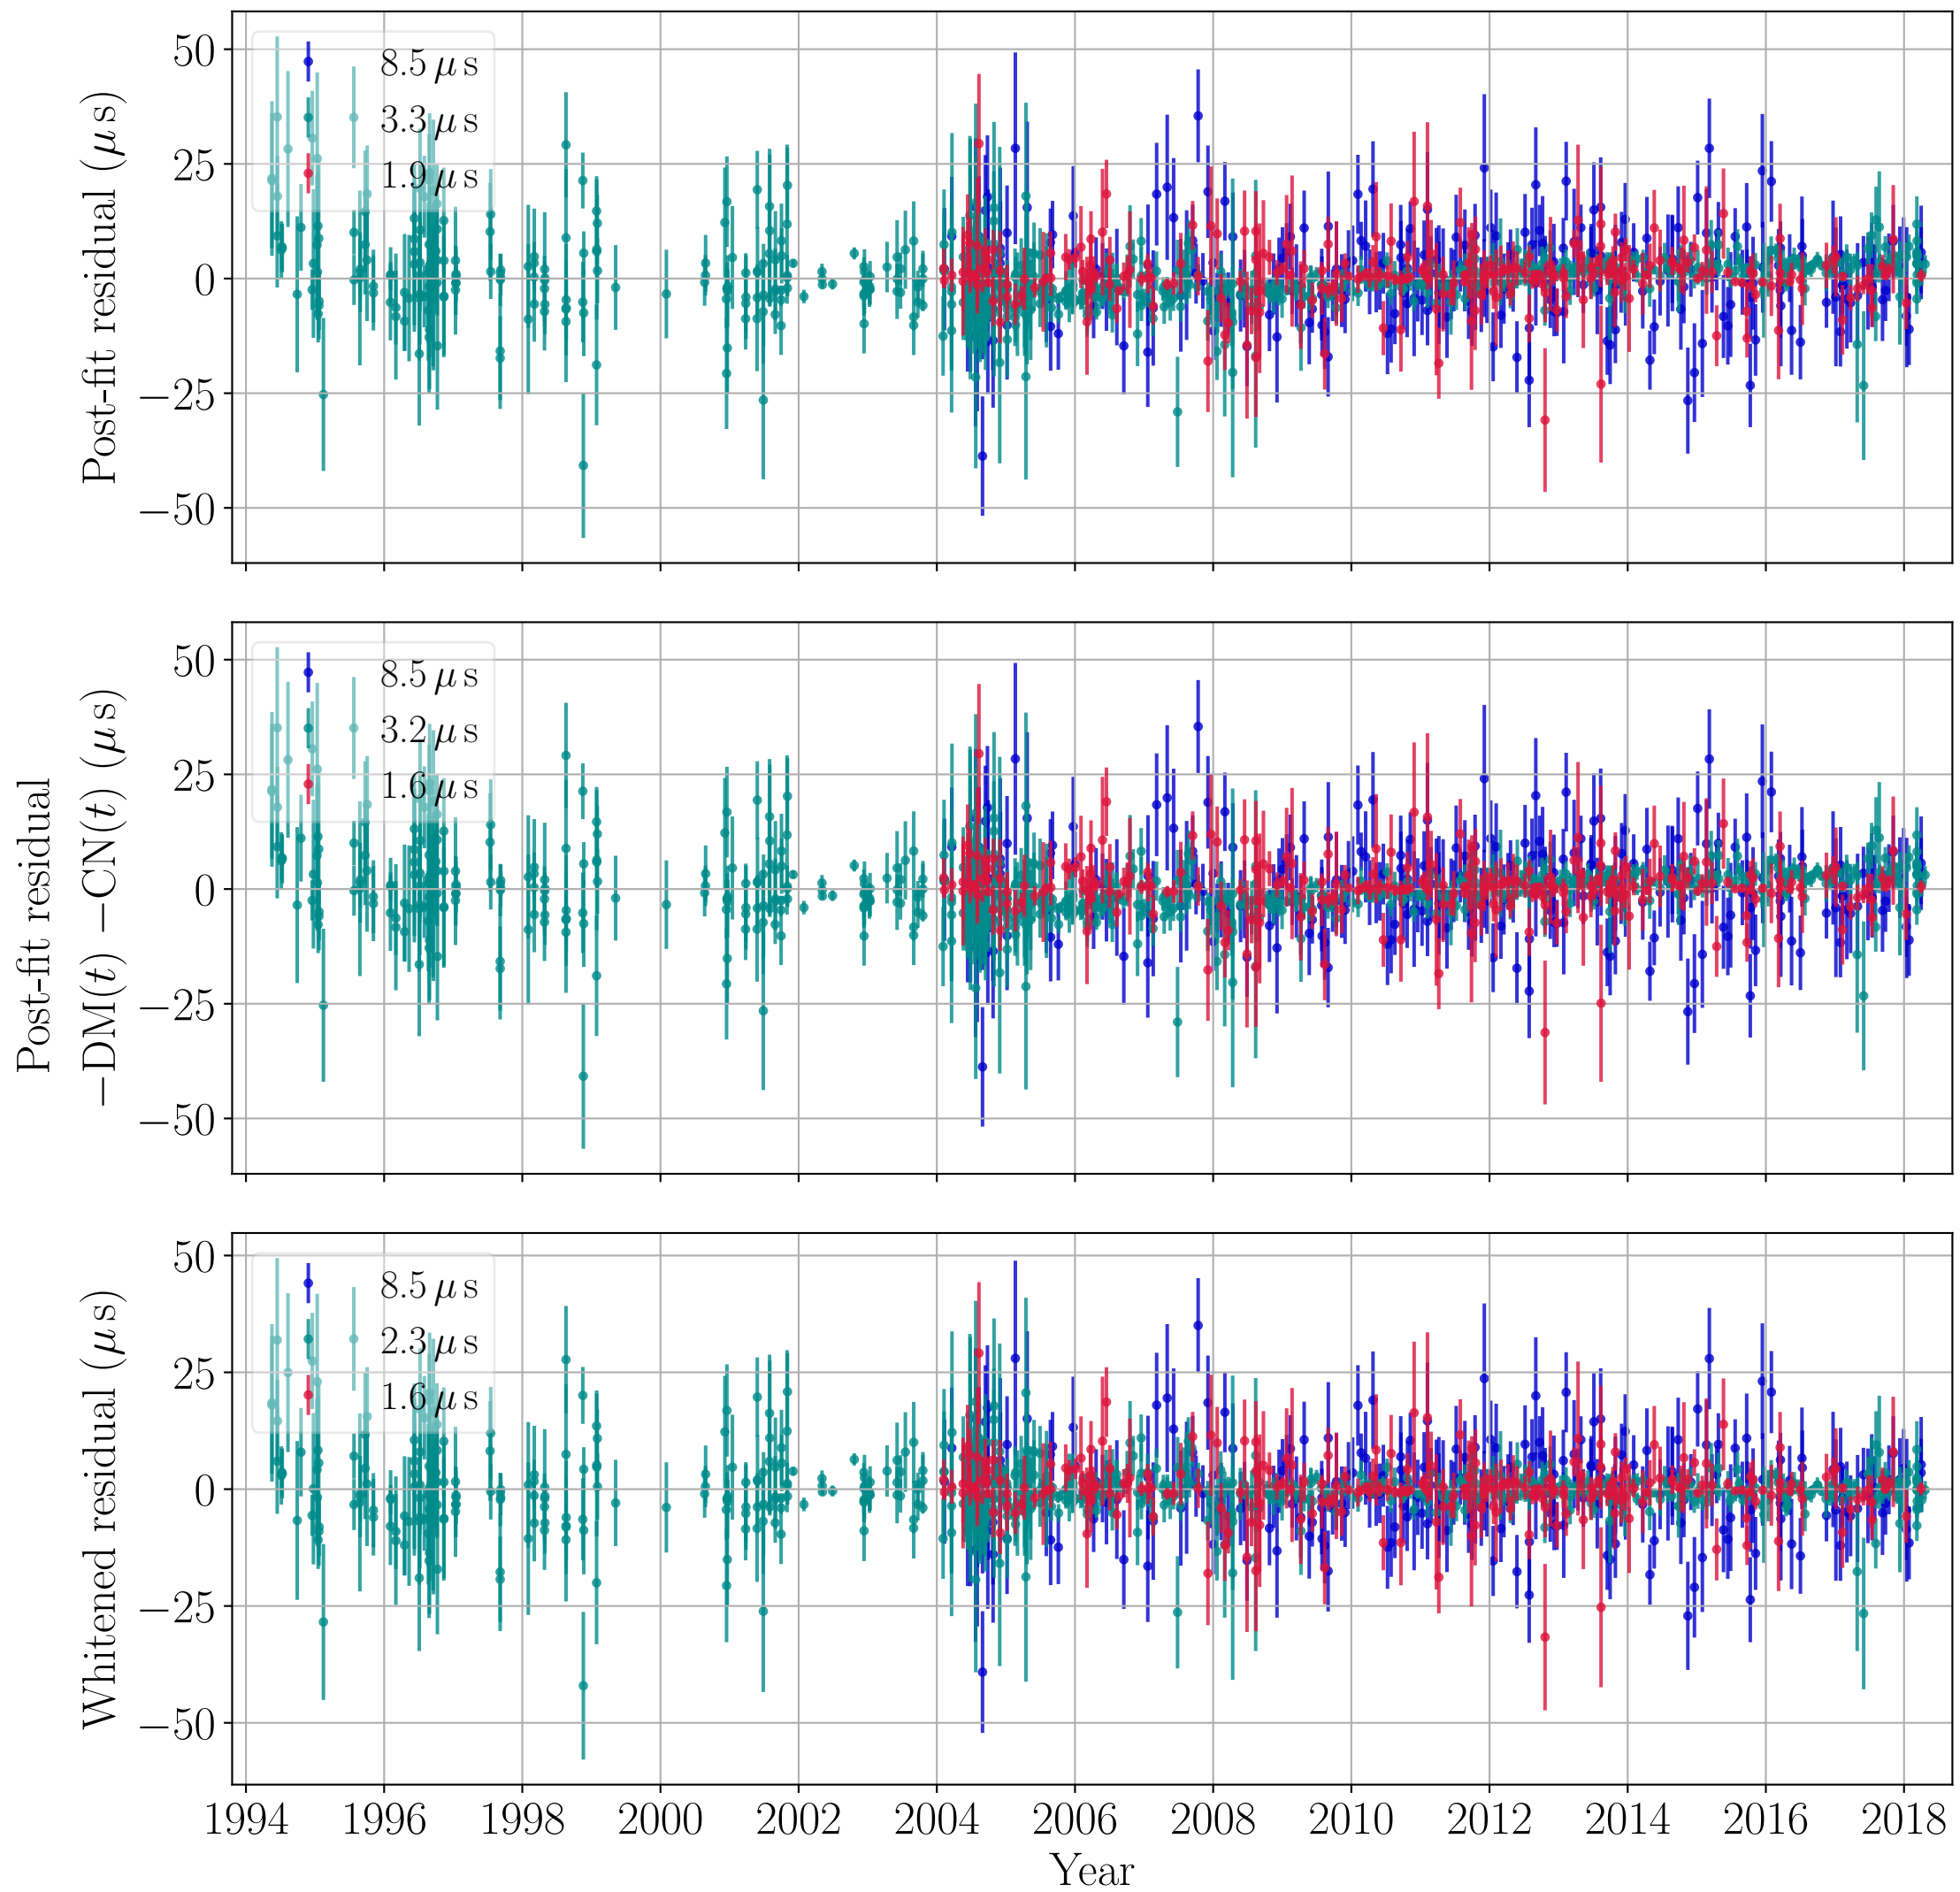 50
25
0
−25
−50
Post-fit residual (μs)
8.5 μs
3.3 μs
1.9 μs
50
25
0
−25
−50
Post-fit residual
−DM(t) −CN(t) (μs)
8.5 μs
3.2 μs
1.6 μs
50
25
0
−25
−50
Whitened residual (μs)
8.5 μs
2.3 μs
1.6 μs
1994 1996 1998 2000 2002 2004 2006 2008 2010 2012 2014 2016 2018
Year